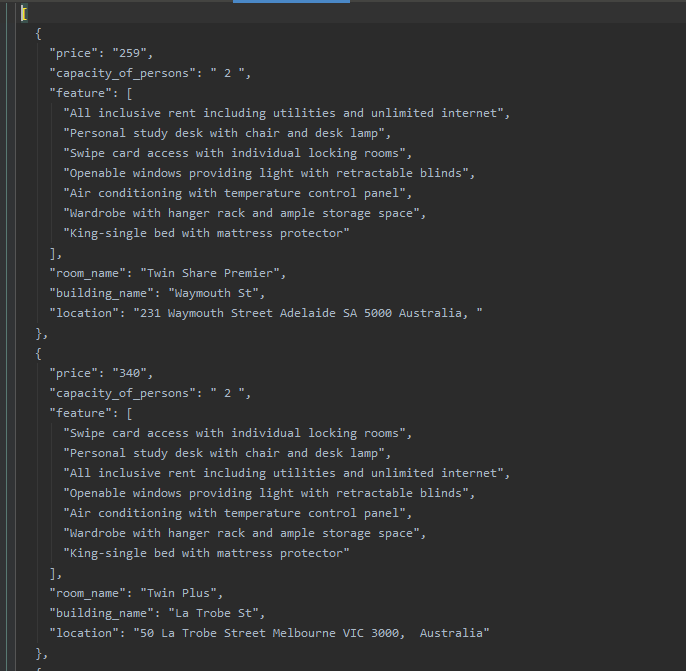 [
{
"price": "259",
"capacity_of_persons": " 2 ",
"feature": [
"All inclusive rent including utilities and unlimited internet",
"Personal study desk with chair and desk lamp",
"Swipe card access with individual locking rooms",
"Openable windows providing light with retractable blinds",
"Air conditioning with temperature control panel",
"Wardrobe with hanger rack and ample storage space",
"King-single bed with mattress protector"
],
"room_name": "Twin Share Premier",
"building_name": "Waymouth St",
"location": "231 Waymouth Street Adelaide SA 5000 Australia, "
},
{
"price": "340",
"capacity_of_persons": " 2 ",
"feature": [
"Swipe card access with individual locking rooms",
"Personal study desk with chair and desk lamp",
"All inclusive rent including utilities and unlimited internet",
"Openable windows providing light with retractable blinds",
"Air conditioning with temperature control panel",
"Wardrobe with hanger rack and ample storage space",
"King-single bed with mattress protector"
],
"room_name": "Twin Plus",
"building_name": "La Trobe St",
"location": "50 La Trobe Street Melbourne VIC 3000,  Australia"
},